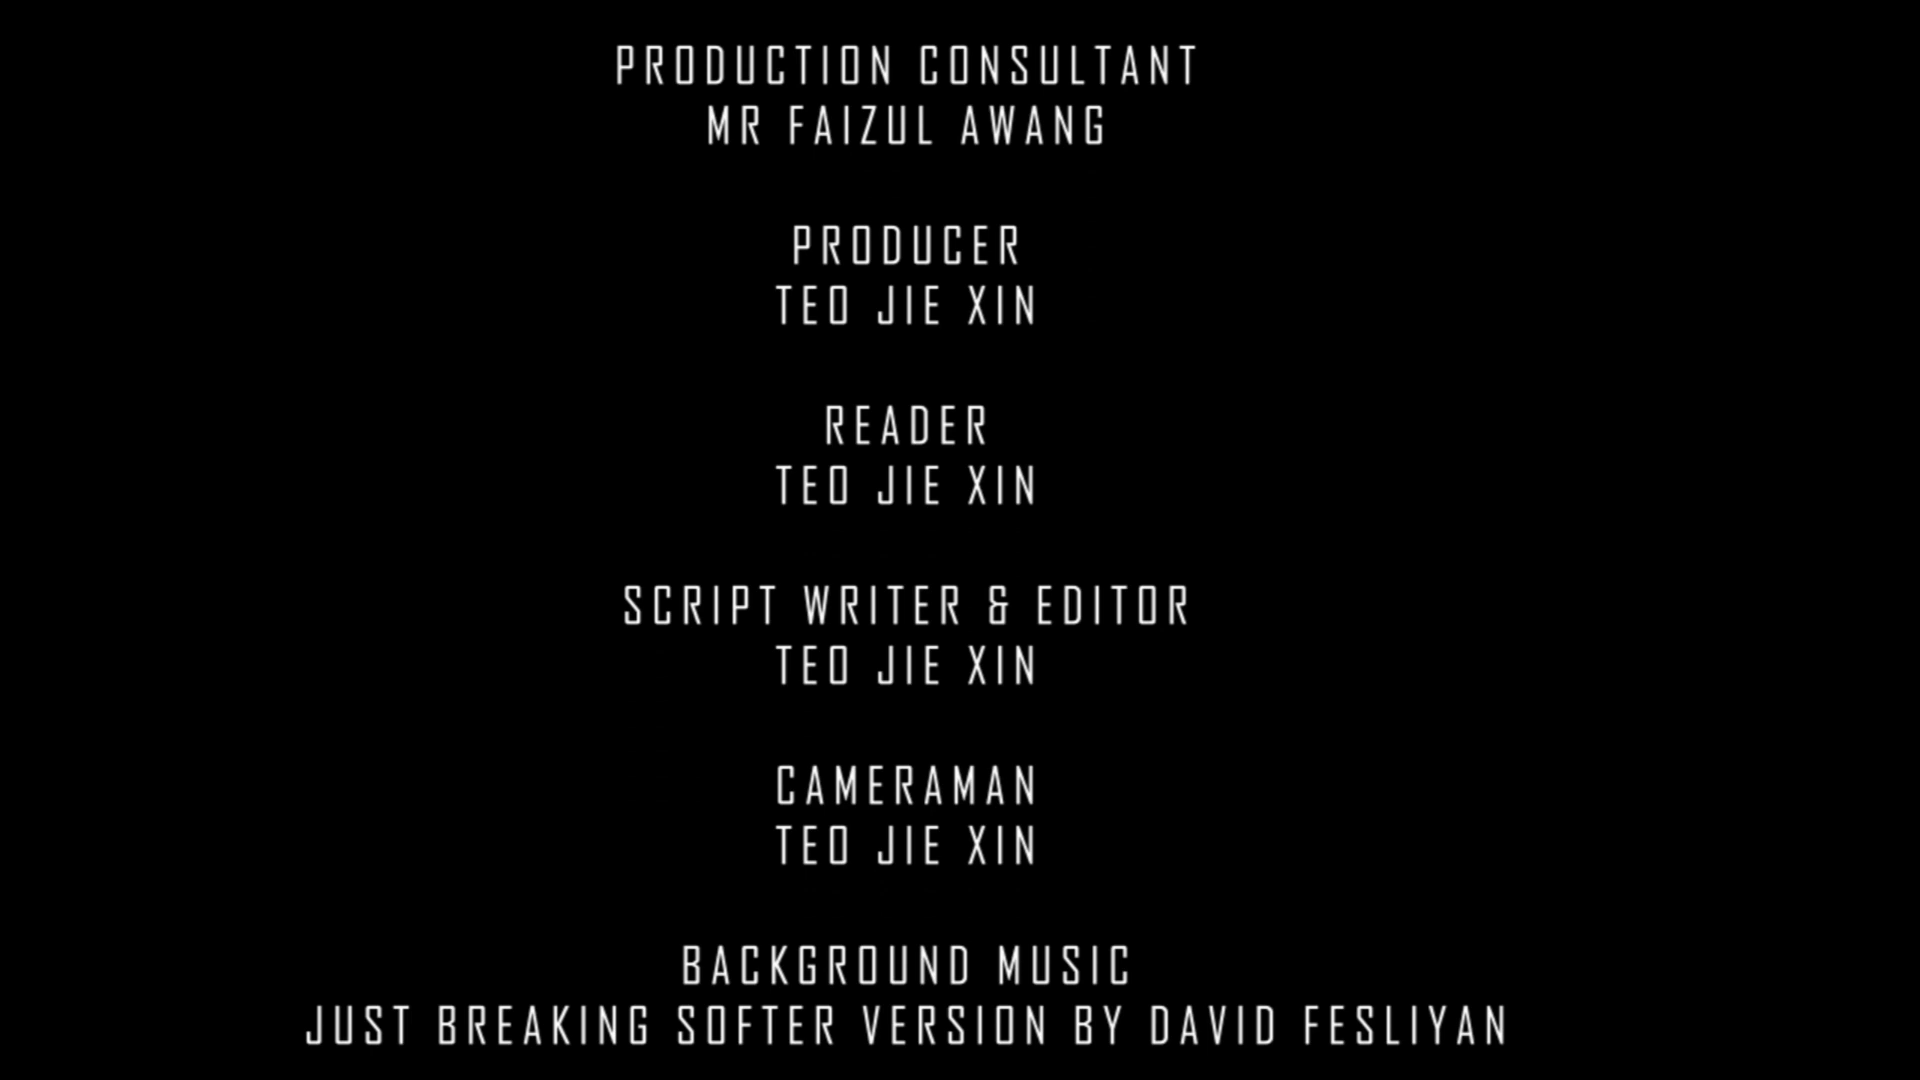 PRODUCTION CONSULTANT
MR FAIZUL AWANG
PRODUCER
TEO JIE XIN
READER
TEO JIE XIN
SCRIPT WRITER & EDITOR
TEO JIE XIN
CAMERAMAN
TEO JIE XIN
BACKGROUND MUSIC
JUST BREAKING SOFTER VERSION BY DAVID FESLIYAN